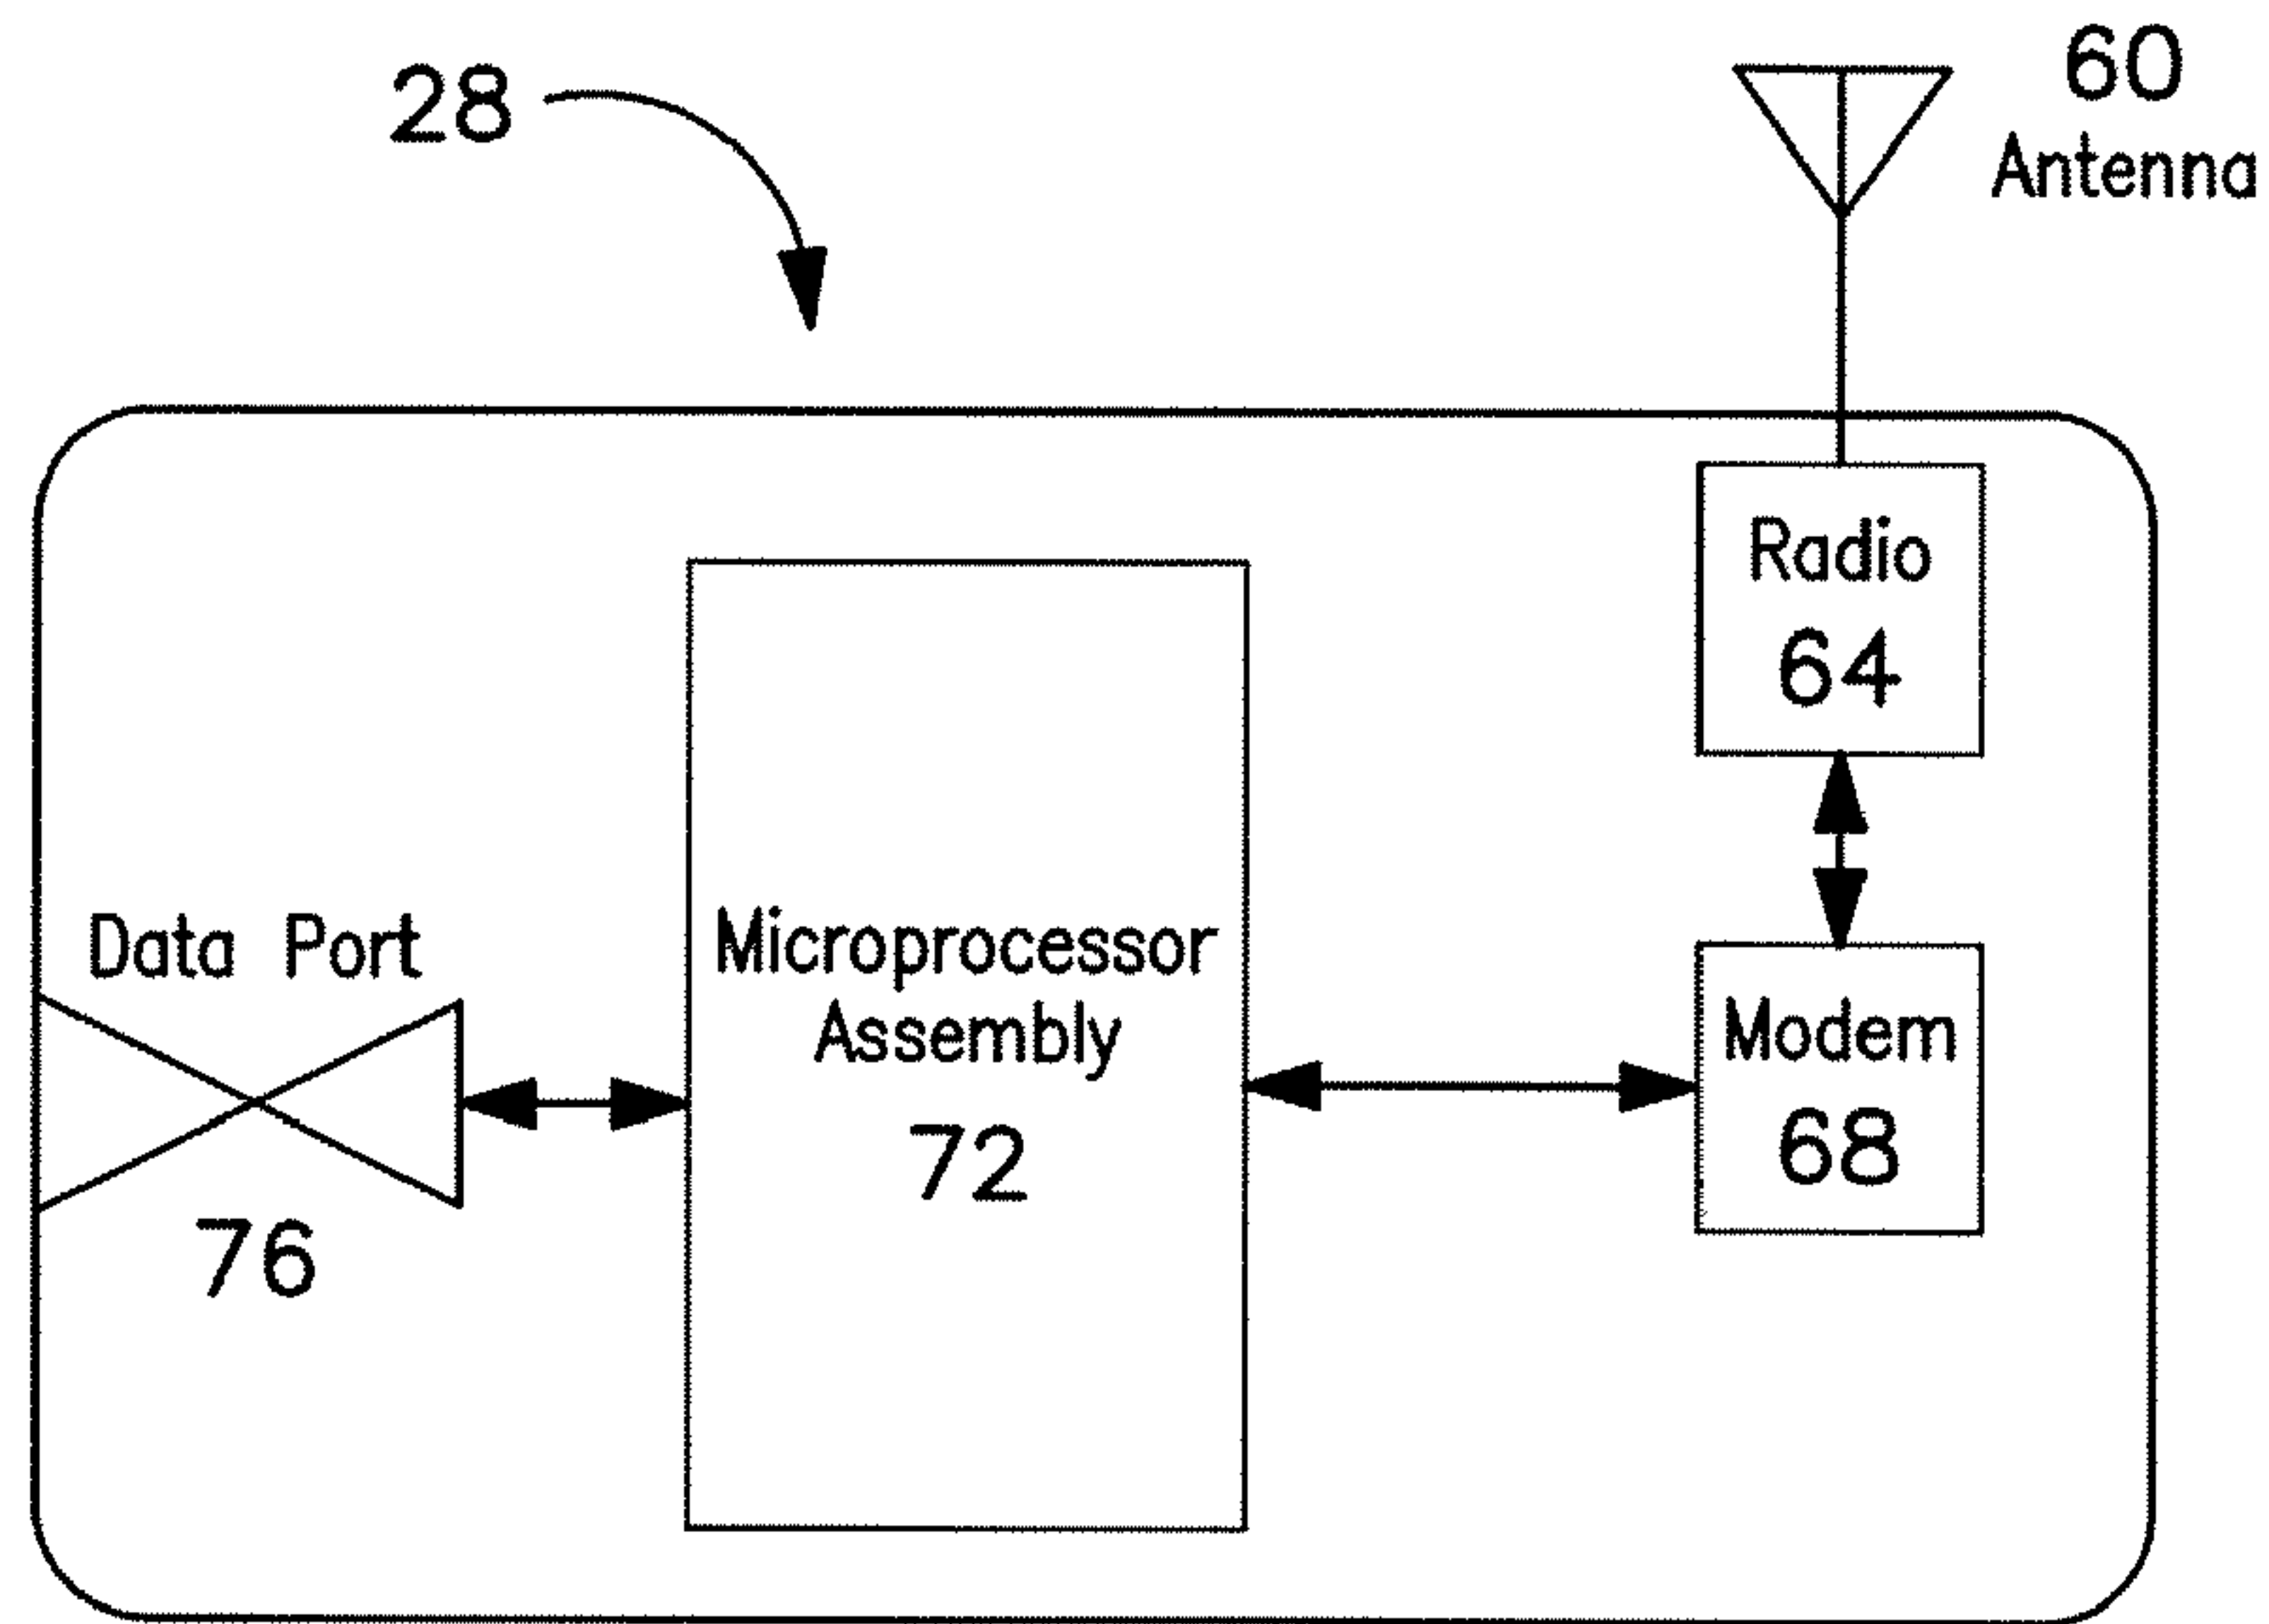 28
60
Antenna
Radio
64
Data Port
76
Microprocessor
Assembly
72
Modem
68